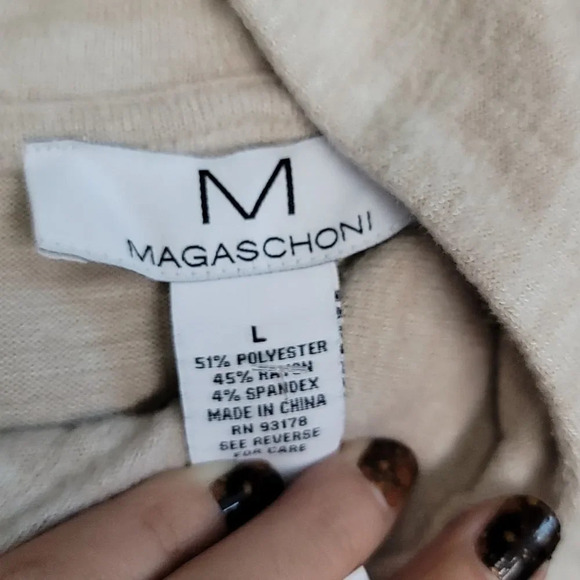 M
MAGASCHONI
L
51% POLYESTER
45% RAYON
4% SPANDEX
MADE IN CHINA
RN 93178
SEE REVERSE
FOR CARE